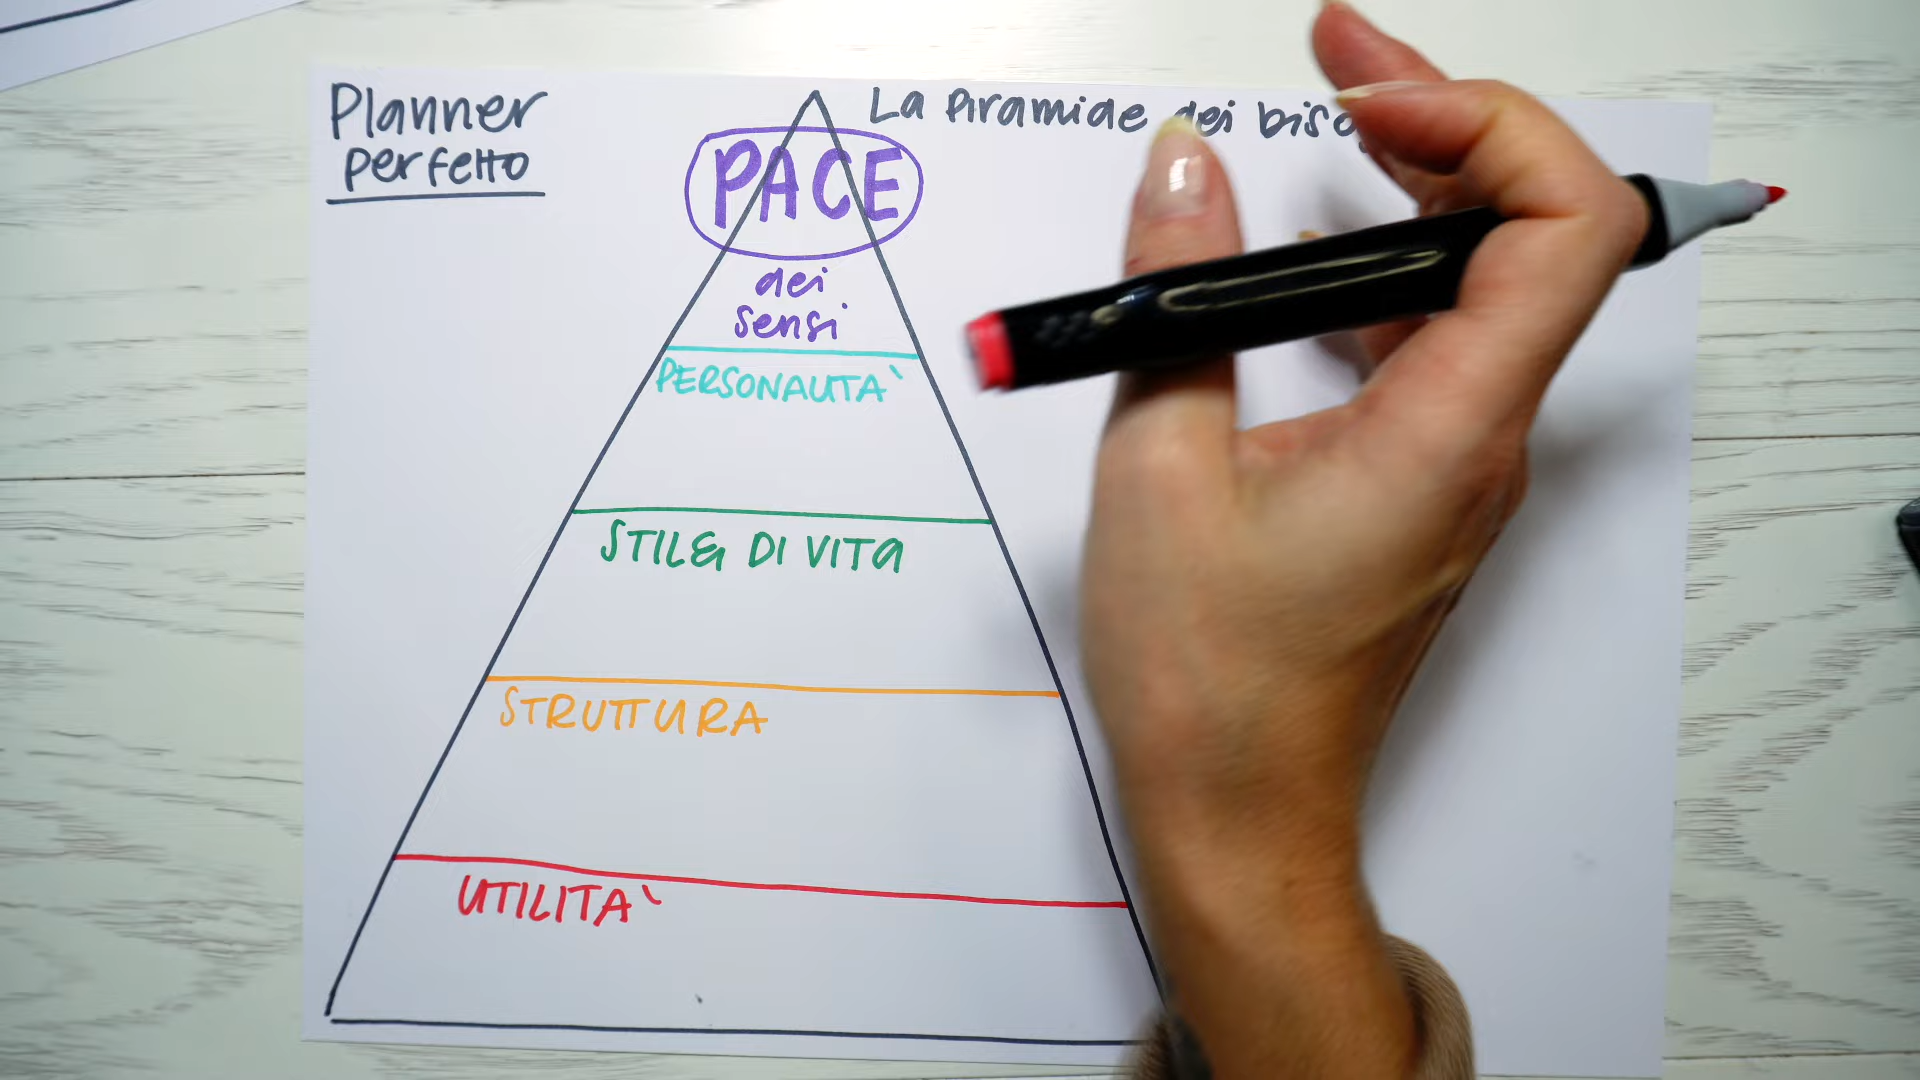 Planner
perfetto
La Piramide dei
PACE
dei
sensi
PERSONALITA`
STILE DI VITA
STRUTTURA
UTILITA`